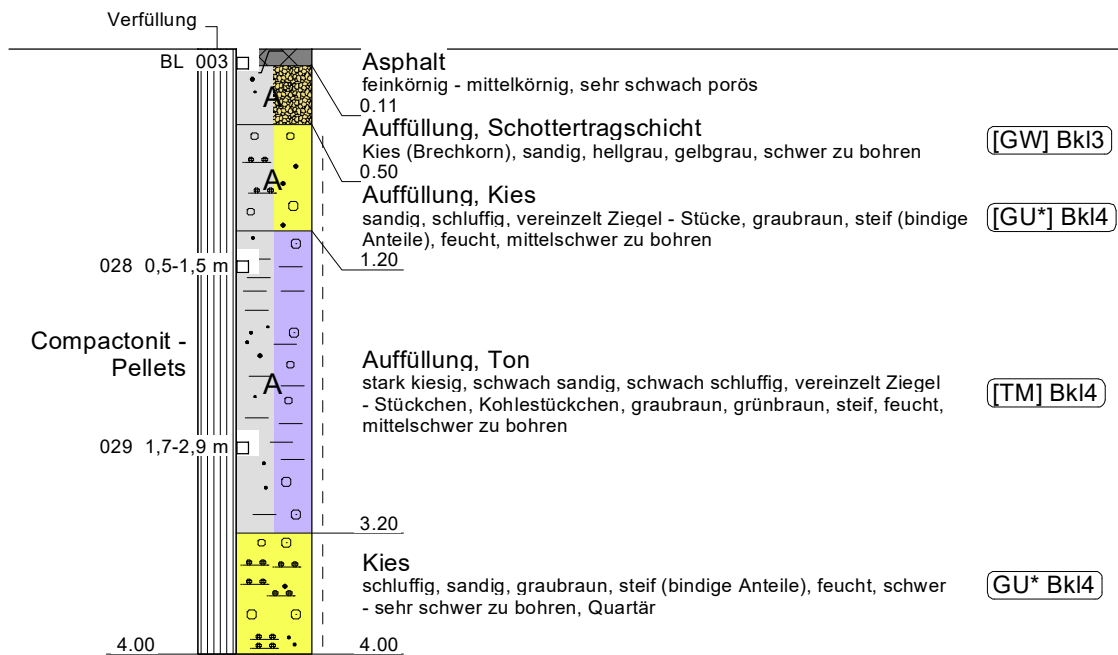 Verfüllung
BL 003
Asphalt
feinkörnig - mittelkörnig, sehr schwach porös
0.11
A
Auffüllung, Schottertragschicht
Kies (Brechkorn), sandig, hellgrau, gelbgrau, schwer zu bohren
0.50
[GW] Bkl3
A
Auffüllung, Kies
sandig, schluffig, vereinzelt Ziegel - Stücke, graubraun, steif (bindige
Anteile), feucht, mittelschwer zu bohren
1.20
[GU*] Bkl4
028 0,5-1,5 m
Compactonit -
Pellets
A
Auffüllung, Ton
stark kiesig, schwach sandig, schwach schluffig, vereinzelt Ziegel
- Stückchen, Kohlestückchen, graubraun, grünbraun, steif, feucht,
mittelschwer zu bohren
[TM] Bkl4
029 1,7-2,9 m
3.20
Kies
schluffig, sandig, graubraun, steif (bindige Anteile), feucht, schwer
- sehr schwer zu bohren, Quartär
GU* Bkl4
4.00
4.00